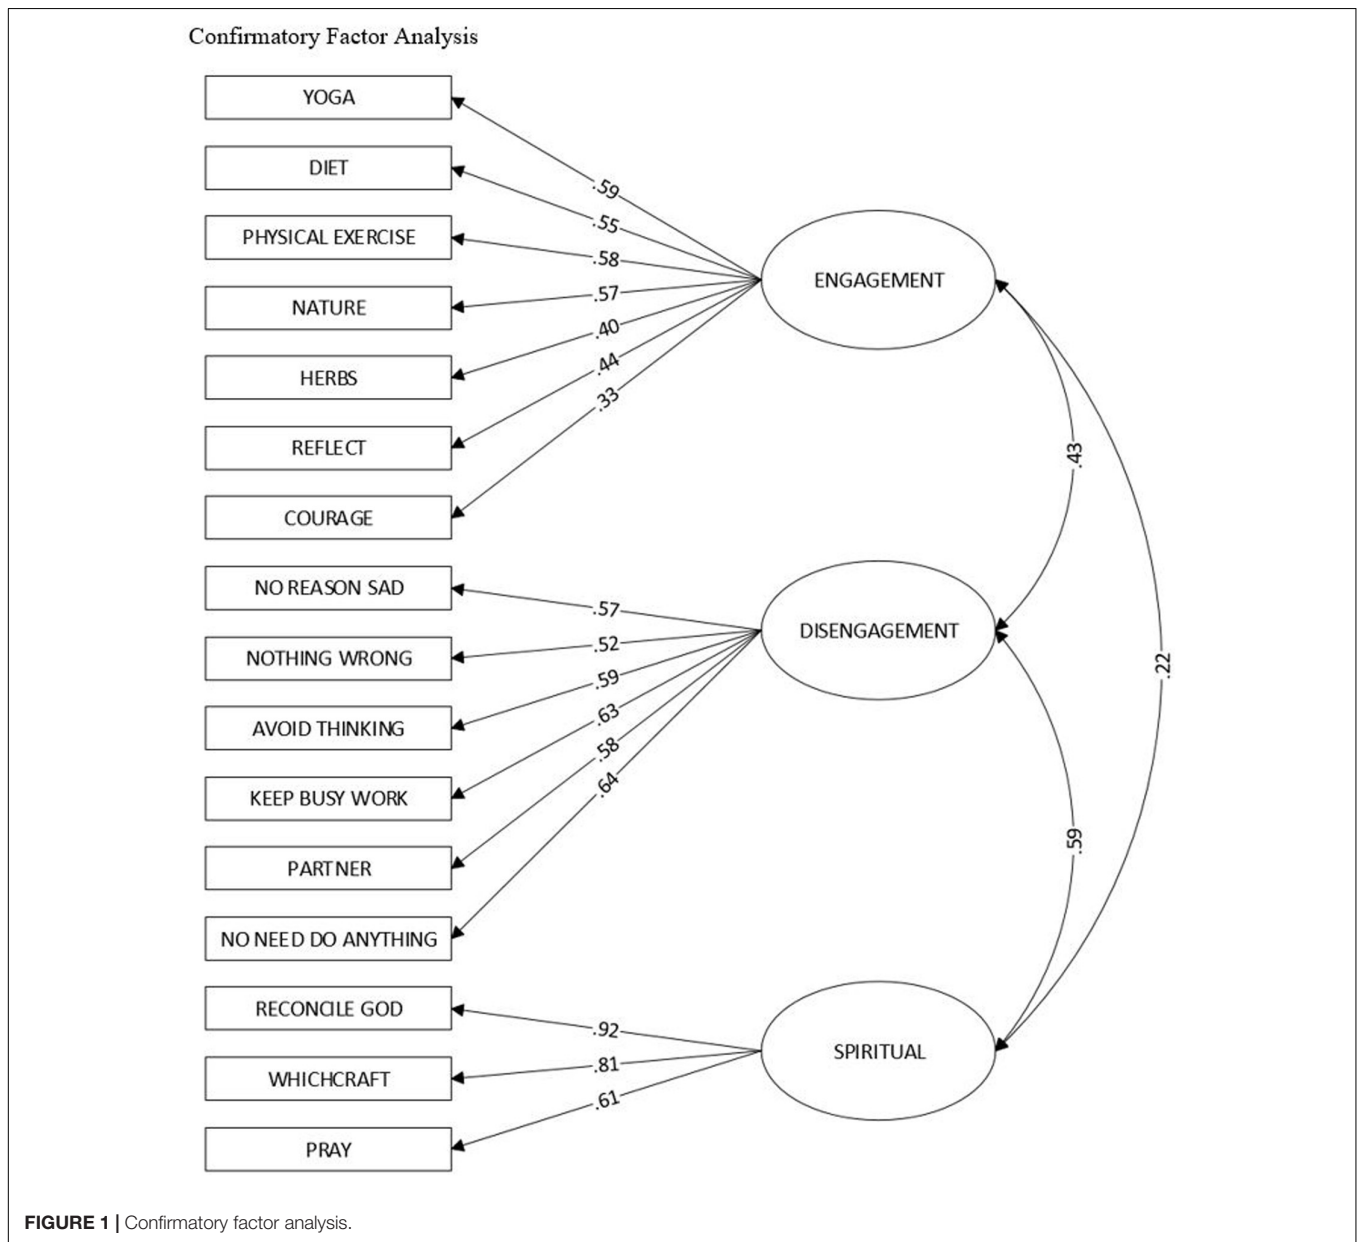 Confirmatory Factor Analysis
YOGA
DIET
PHYSICAL EXERCISE
NATURE
HERBS
REFLECT
COURAGE
NO REASON SAD
NOTHING WRONG
AVOID THINKING
KEEP BUSY WORK
PARTNER
NO NEED DO ANYTHING
RECONCILE GOD
WHICHCRAFT
PRAY
.59
.55
.58
.57
.40
.44
.33
.57
.52
.59
.63
.58
.64
.92
.81
.61
ENGAGEMENT
DISENGAGEMENT
SPIRITUAL
.43
.59
.22
FIGURE 1 | Confirmatory factor analysis.